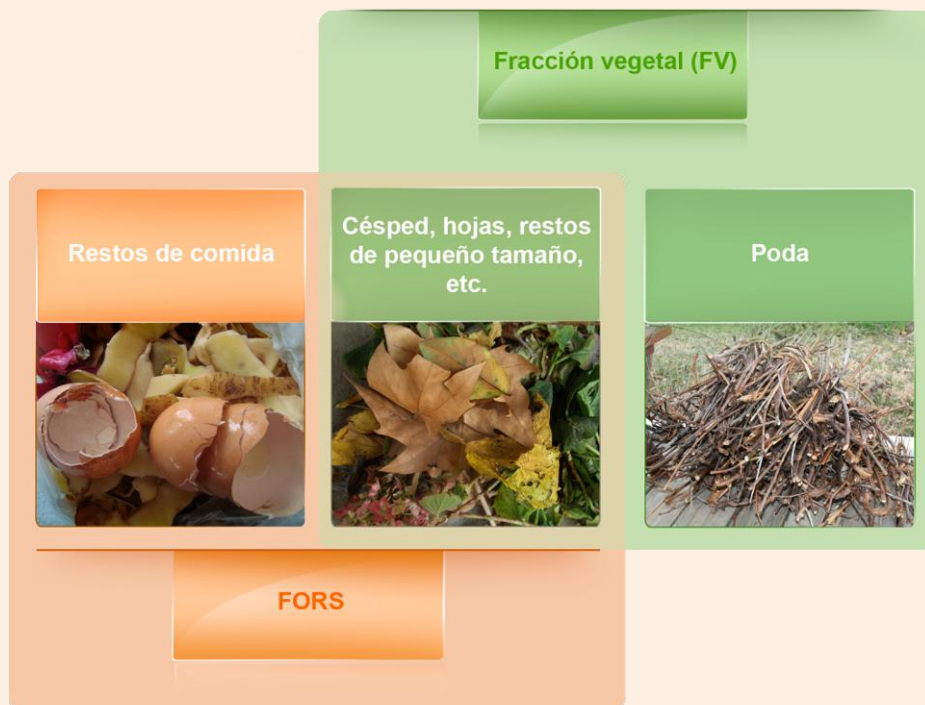 Fracción vegetal (FV)
Restos de comida
Césped, hojas, restos
de pequeño tamaño,
etc.
Poda
FORS